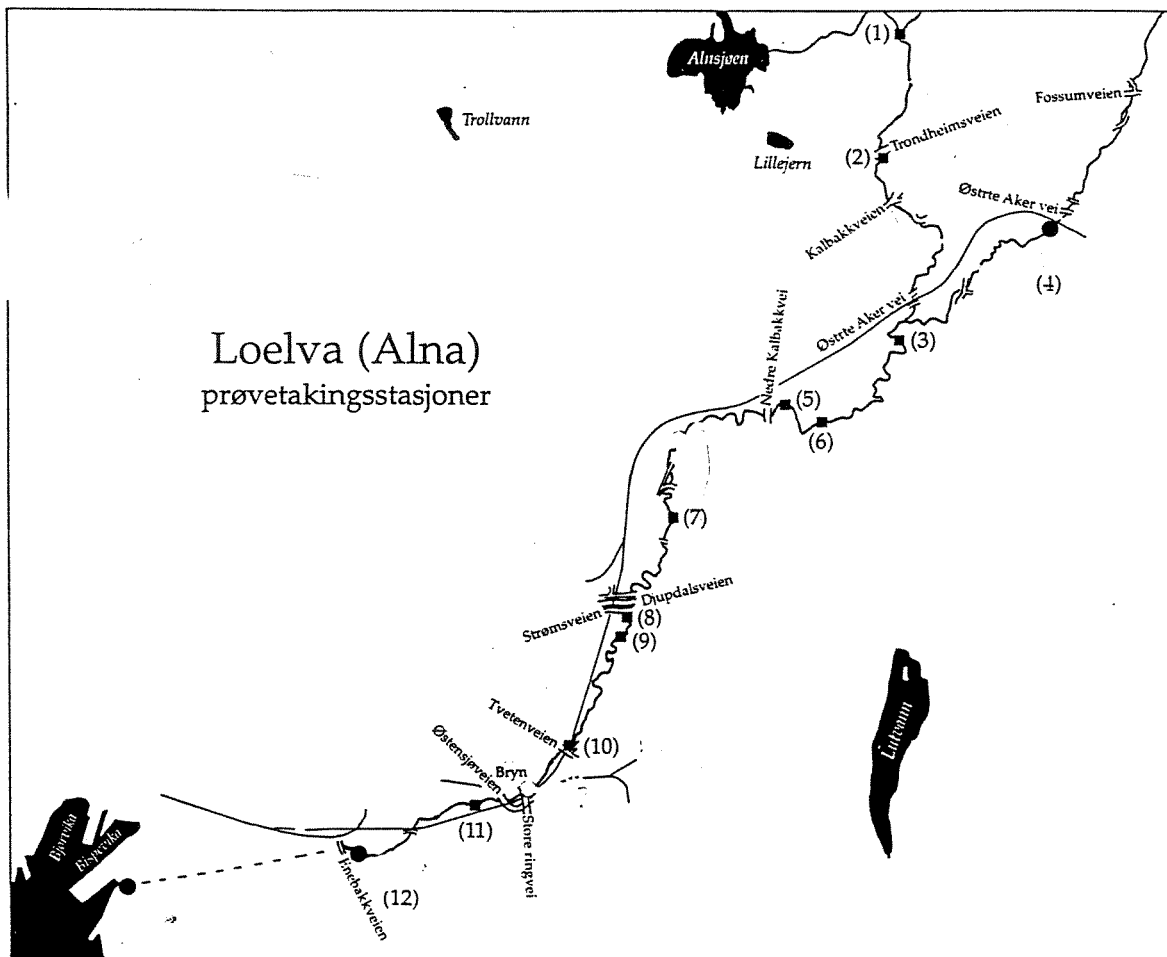 (1)
Alnsjøen
Fossumveien
Trollvann
Trondheimsveien
(2)
Lillejern
Østrte Aker vei
Kalbakkveien
(4)
Østrte Aker vei
(3)
Loelva (Alna)
prøvetakingsstasjoner
Nedre Kalbakkvei
(5)
(6)
(7)
Djupdalsveien
Strømsveien
(8)
(9)
Lutvann
Tvetenveien
(10)
Østensjøveien
Bryn
(11)
Store ringvei
Bjørvika
Bispevika
Enebakkveien
(12)